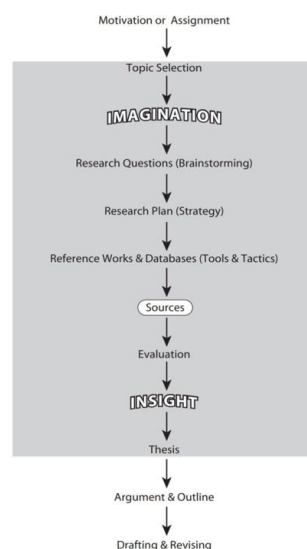 Motivation or Assignment
Topic Selection
IMAGINATION
Research Questions (Brainstorming)
Research Plan (Strategy)
Reference Works & Databases (Tools & Tactics)
Sources
Evaluation
INSIGHT
Thesis
Argument & Outline
Drafting & Revising